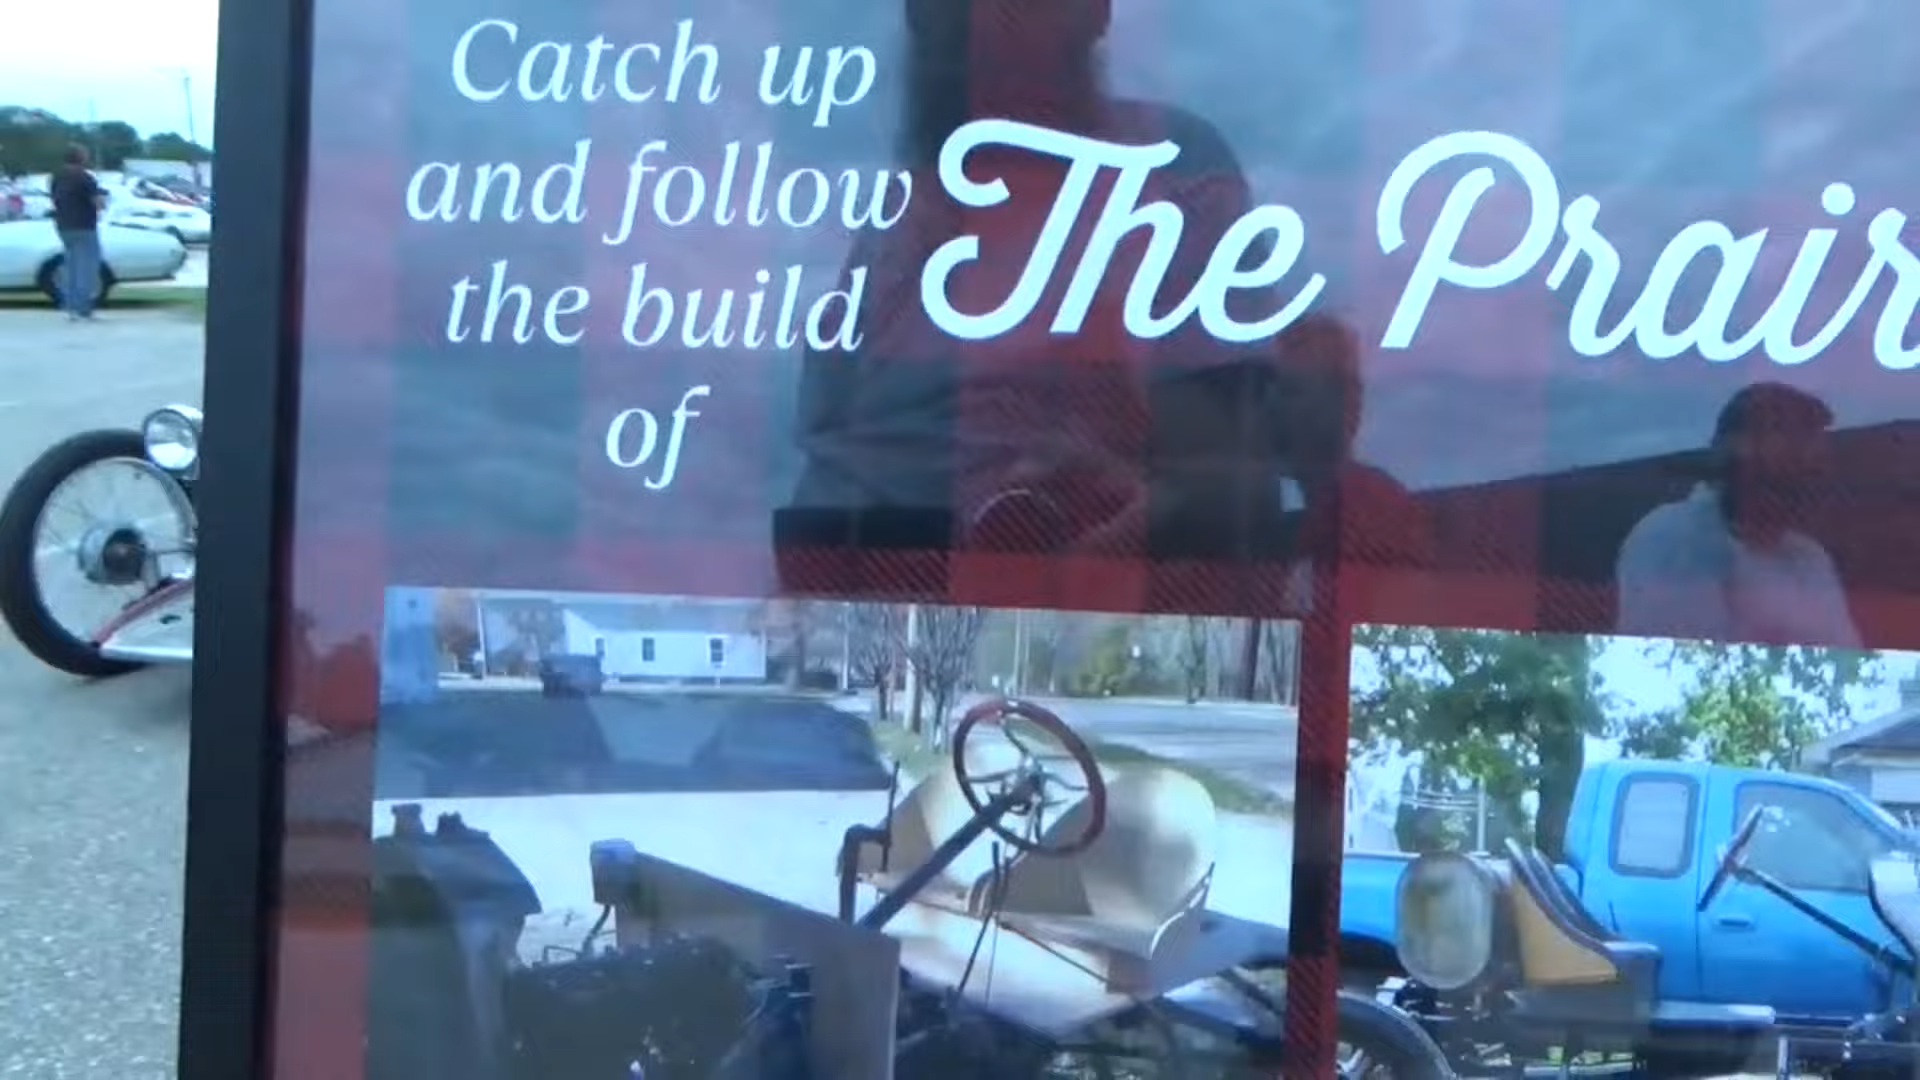 Catch up
and follow
the build
of
The Prair